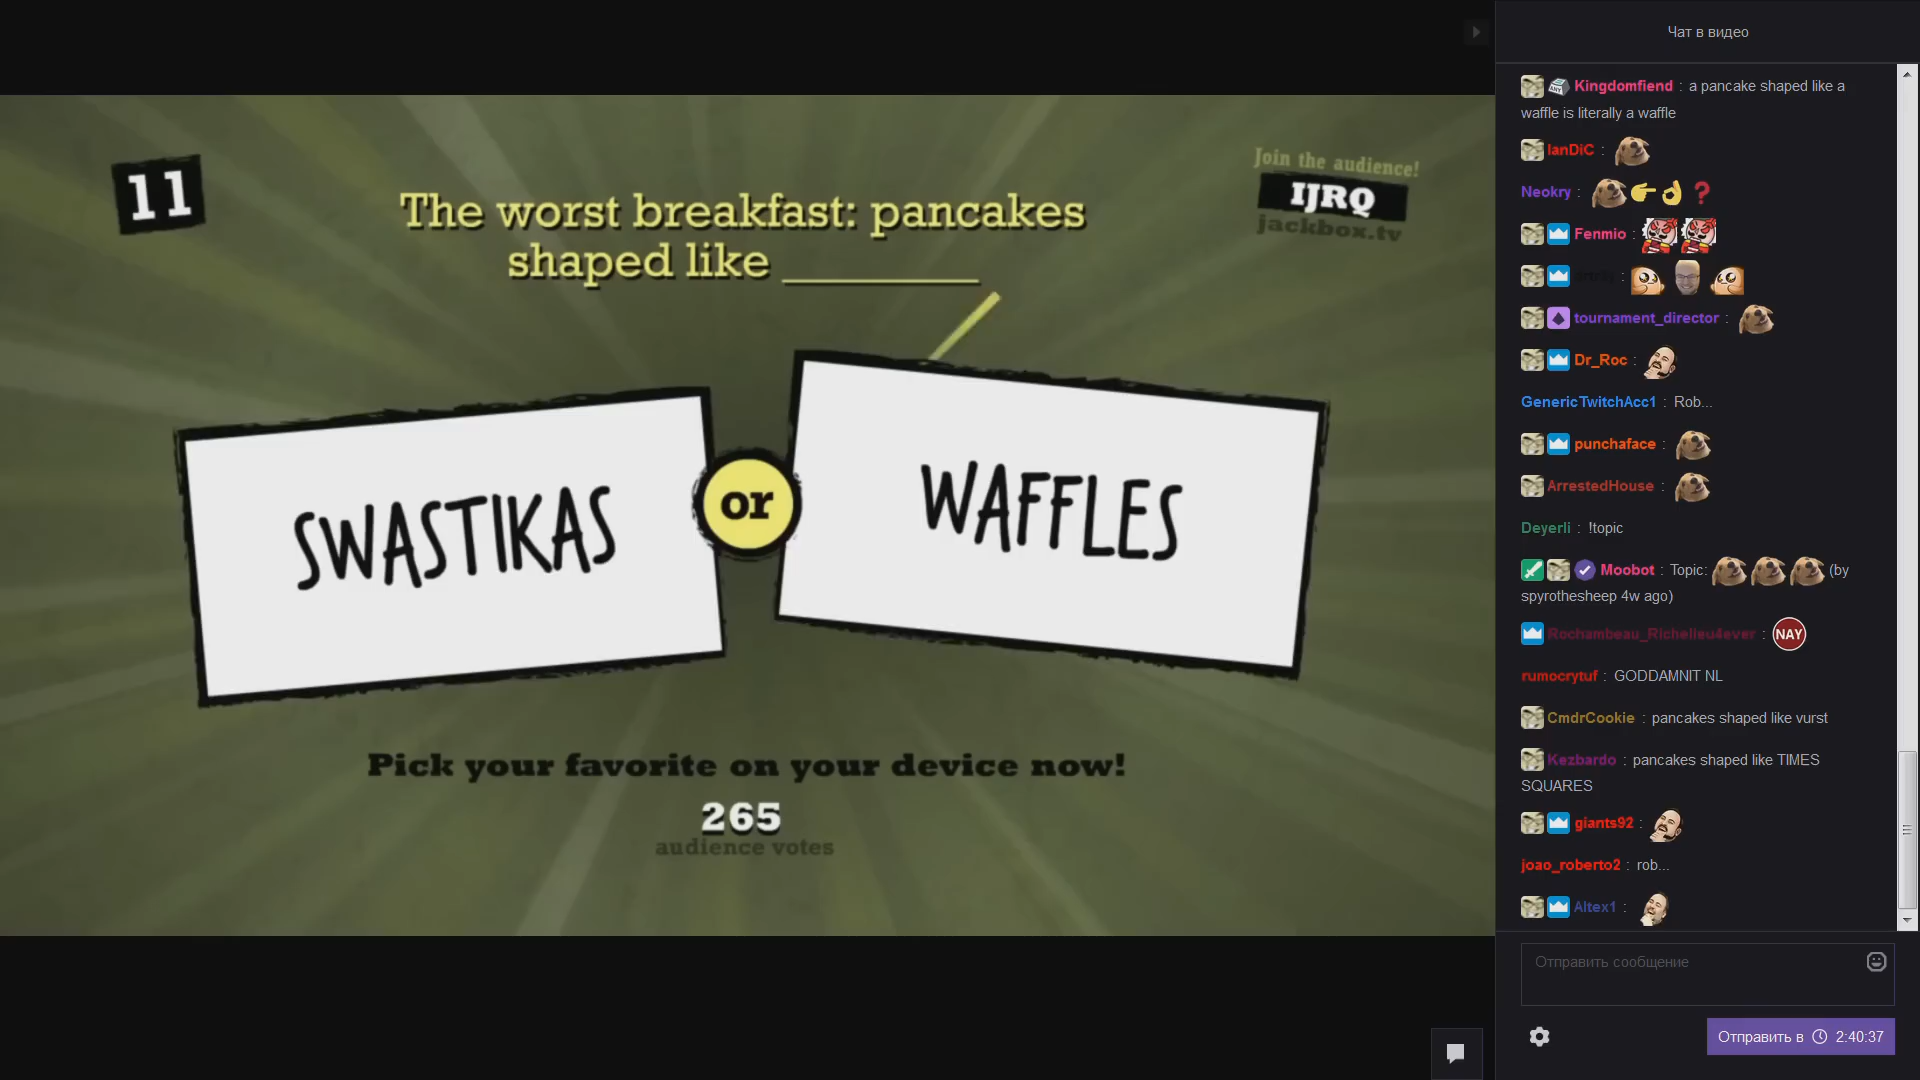 11
The worst breakfast: pancakes
shaped like ________
Join the audience!
IJRQ
jackbox.tv
SWASTIKAS
or
WAFFLES
Pick your favorite on your device now!
265
audience votes
Чат в видео
Kingdomfiend : a pancake shaped like a
waffle is literally a waffle
IanDiC :
Neokry :
Fenmio :
:
tournament_director :
Dr_Roc :
GenericTwitchAcc1 : Rob...
punchaface :
ArrestedHouse :
Deyerli : !topic
Moobot : Topic: (by
spyrothesheep 4w ago)
Rochambeau_Richelieu4ever : NAY
rumocrytuf : GODDAMNIT NL
CmdrCookie : pancakes shaped like vurst
Kezbardo : pancakes shaped like TIMES
SQUARES
giants92 :
joao_roberto2 : rob...
Altex1 :
Отправить сообщение
Отправить в 2:40:37